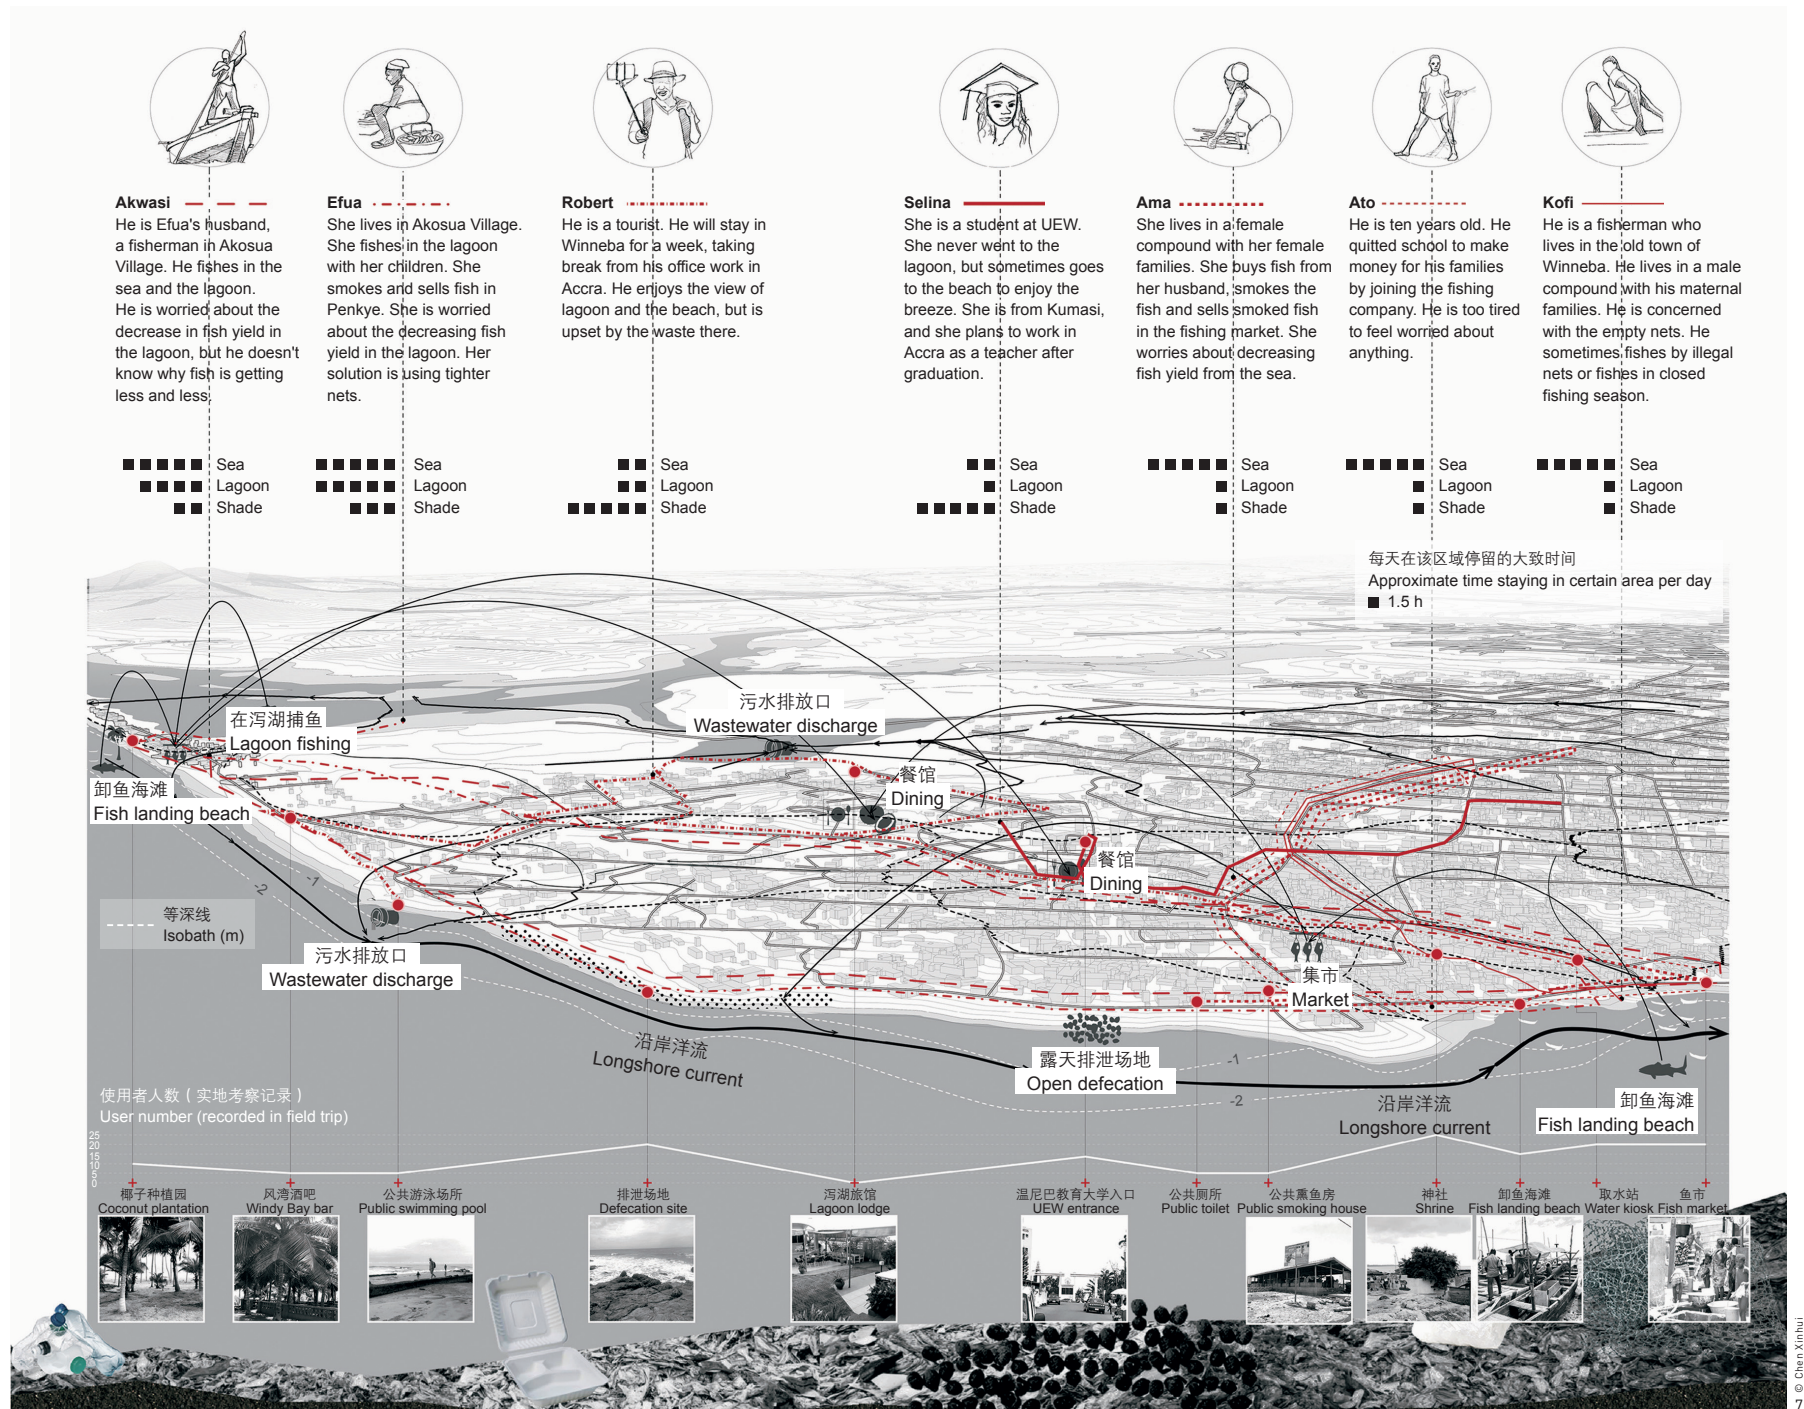 Akwasi
He is Efua's husband,
a fisherman in Akosua
Village. He fishes in the
sea and the lagoon.
He is worried about the
decrease in fish yield in
the lagoon, but he doesn't
know why fish is getting
less and less.
Efua
She lives in Akosua Village.
She fishes in the lagoon
with her children. She
smokes and sells fish in
Penkye. She is worried
about the decreasing fish
yield in the lagoon. Her
solution is using tighter
nets.
Robert
He is a tourist. He will stay in
Winneba for a week, taking
break from his office work in
Accra. He enjoys the view of
lagoon and the beach, but is
upset by the waste there.
Selina
She is a student at UEW.
She never went to the
lagoon, but sometimes goes
to the beach to enjoy the
breeze. She is from Kumasi,
and she plans to work in
Accra as a teacher after
graduation.
Ama
She lives in a female
compound with her female
families. She buys fish from
her husband, smokes the
fish and sells smoked fish
in the fishing market. She
worries about decreasing
fish yield from the sea.
Ato
He is ten years old. He
quitted school to make
money for his families
by joining the fishing
company. He is too tired
to feel worried about
anything.
Kofi
He is a fisherman who
lives in the old town of
Winneba. He lives in a male
compound with his maternal
families. He is concerned
with the empty nets. He
sometimes fishes by illegal
nets or fishes in closed
fishing season.
Sea
Lagoon
Shade
Sea
Lagoon
Shade
Sea
Lagoon
Shade
Sea
Lagoon
Shade
Sea
Lagoon
Shade
Sea
Lagoon
Shade
Sea
Lagoon
Shade
每天在该区域停留的大致时间
Approximate time staying in certain area per day
1.5 h
污水排放口
Wastewater discharge
在泻湖捕鱼
Lagoon fishing
餐馆
Dining
卸鱼海滩
Fish landing beach
餐馆
Dining
-1
-2
等深线
Isobath (m)
污水排放口
Wastewater discharge
集市
Market
沿岸洋流
Longshore current
露天排泄场地
Open defecation
-1
-2
沿岸洋流
Longshore current
卸鱼海滩
Fish landing beach
使用者人数（实地考察记录）
User number (recorded in field trip)
25
20
15
10
5
0
椰子种植园
Coconut plantation
风湾酒吧
Windy Bay bar
公共游泳场所
Public swimming pool
排泄场地
Defecation site
泻湖旅馆
Lagoon lodge
温尼巴教育大学入口
UEW entrance
公共厕所
Public toilet
公共熏鱼房
Public smoking house
神社
Shrine
卸鱼海滩
Fish landing beach
取水站
Water kiosk
鱼市
Fish market
7 © Chen Xinhui